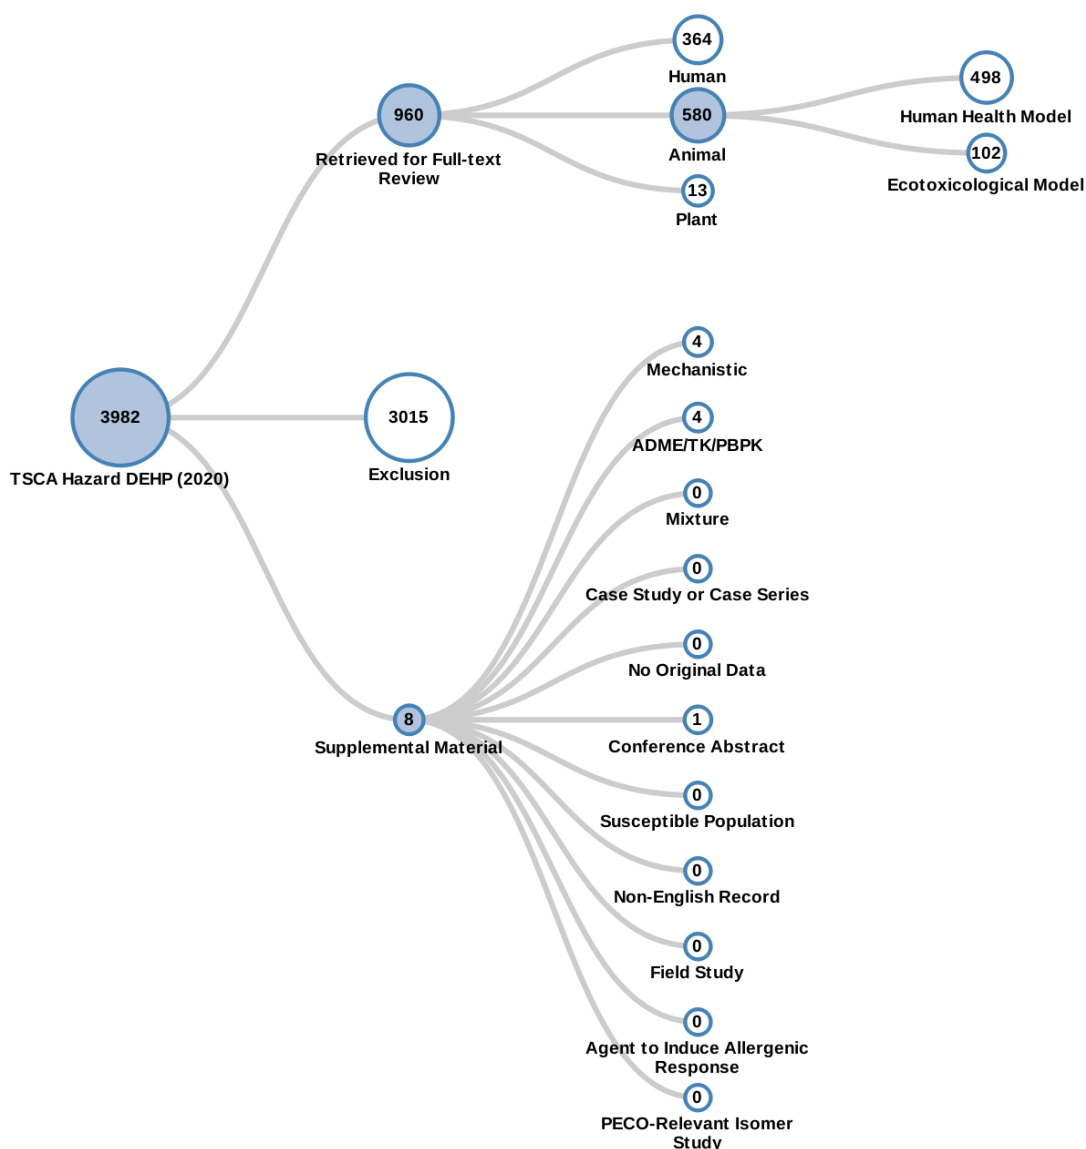 364
Human
960
Retrieved for Full-text
Review
580
Animal
13
Plant
498
Human Health Model
102
Ecotoxicological Model
3982
TSCA Hazard DEHP (2020)
3015
Exclusion
8
Supplemental Material
4
Mechanistic
4
ADME/TK/PBPK
0
Mixture
0
Case Study or Case Series
0
No Original Data
1
Conference Abstract
0
Susceptible Population
0
Non-English Record
0
Field Study
0
Agent to Induce Allergenic
Response
0
PECO-Relevant Isomer
Study